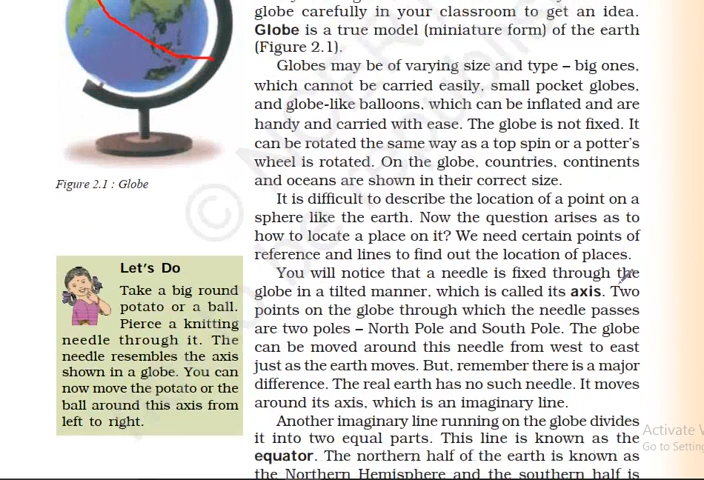 globe carefully in your classroom to get an idea.
Globe is a true model (miniature form) of the earth
(Figure 2.1).
Globes may be of varying size and type – big ones,
which cannot be carried easily, small pocket globes,
and globe-like balloons, which can be inflated and are
handy and carried with ease. The globe is not fixed. It
can be rotated the same way as a top spin or a potter's
wheel is rotated. On the globe, countries, continents
and oceans are shown in their correct size.
It is difficult to describe the location of a point on a
sphere like the earth. Now the question arises as to
how to locate a place on it? We need certain points of
reference and lines to find out the location of places.
You will notice that a needle is fixed through the
globe in a tilted manner, which is called its axis. Two
points on the globe through which the needle passes
are two poles – North Pole and South Pole. The globe
can be moved around this needle from west to east
just as the earth moves. But, remember there is a major
difference. The real earth has no such needle. It moves
around its axis, which is an imaginary line.
Another imaginary line running on the globe divides
it into two equal parts. This line is known as the
equator. The northern half of the earth is known as
the Northern Hemisphere and the southern half is
Figure 2.1 : Globe
Let's Do
Take a big round
potato or a ball.
Pierce a knitting
needle through it. The
needle resembles the axis
shown in a globe. You can
now move the potato or the
ball around this axis from
left to right.
Activate
Go to Setting